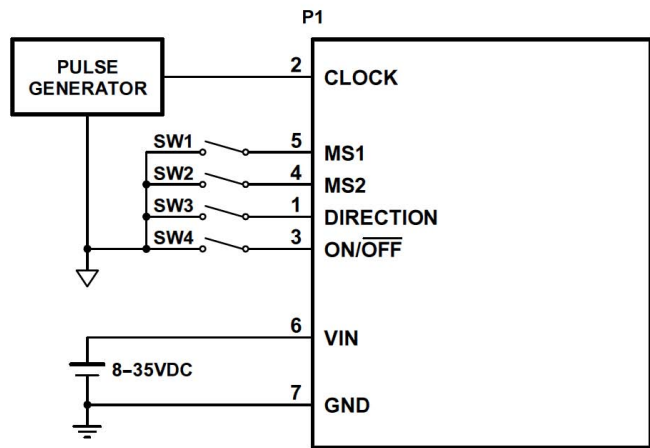 P1
PULSE
GENERATOR
2 CLOCK
SW1 5 MS1
SW2 4 MS2
SW3 1 DIRECTION
SW4 3 ON/OFF
6 VIN
8–35VDC
7 GND